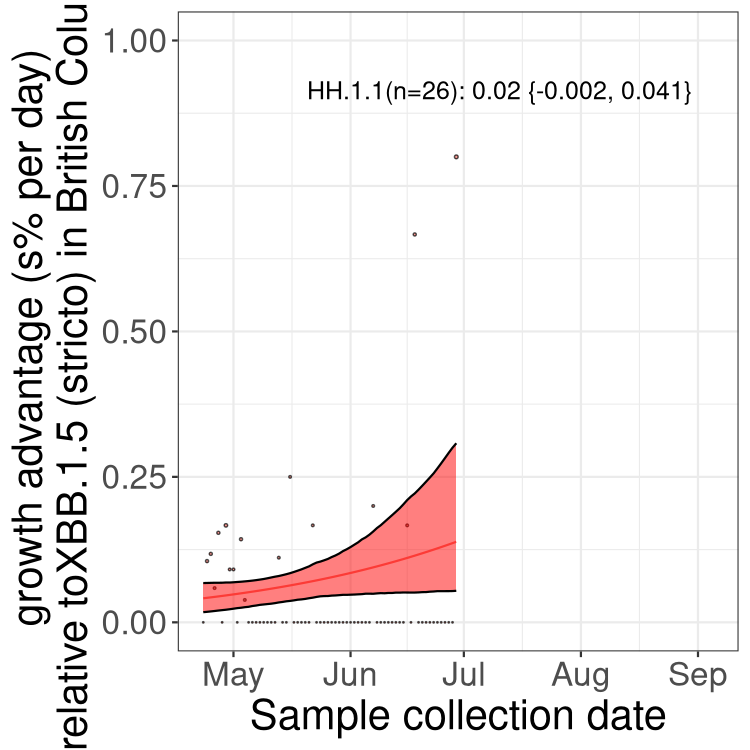 growth advantage (s% per day)
relative toXBB.1.5 (stricto) in British Colu
1.00
0.75
0.50
0.25
0.00
HH.1.1(n=26): 0.02 {-0.002, 0.041}
May Jun Jul Aug Sep
Sample collection date